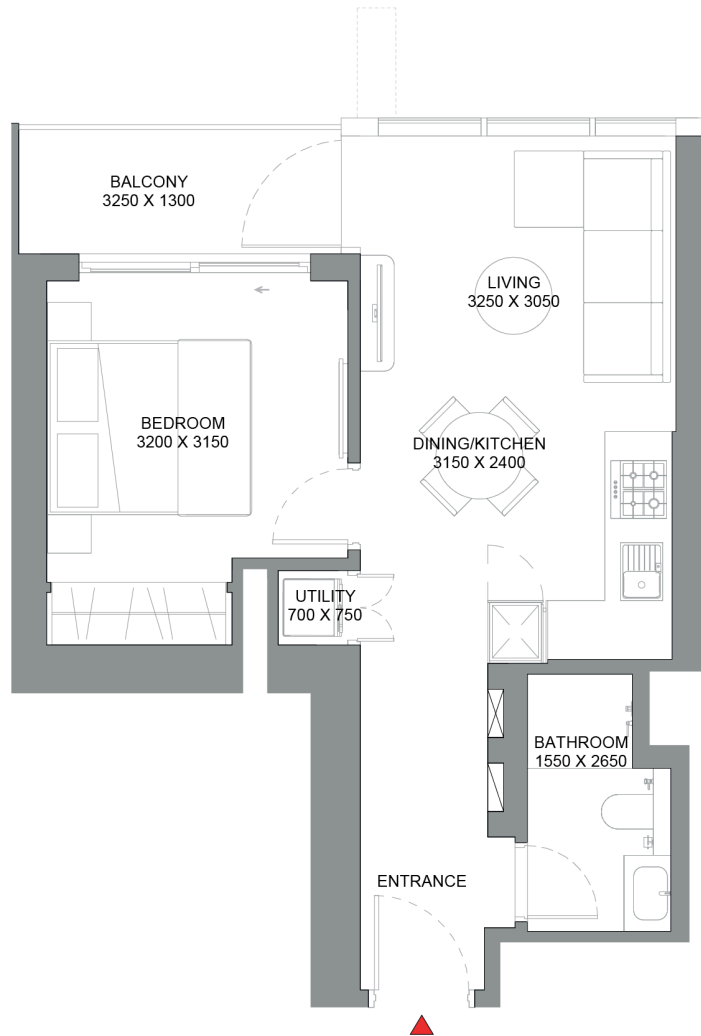 BALCONY
3250 X 1300
LIVING
3250 X 3050
BEDROOM
3200 X 3150
DINING/KITCHEN
3150 X 2400
UTILITY
700 X 750
BATHROOM
1550 X 2650
ENTRANCE